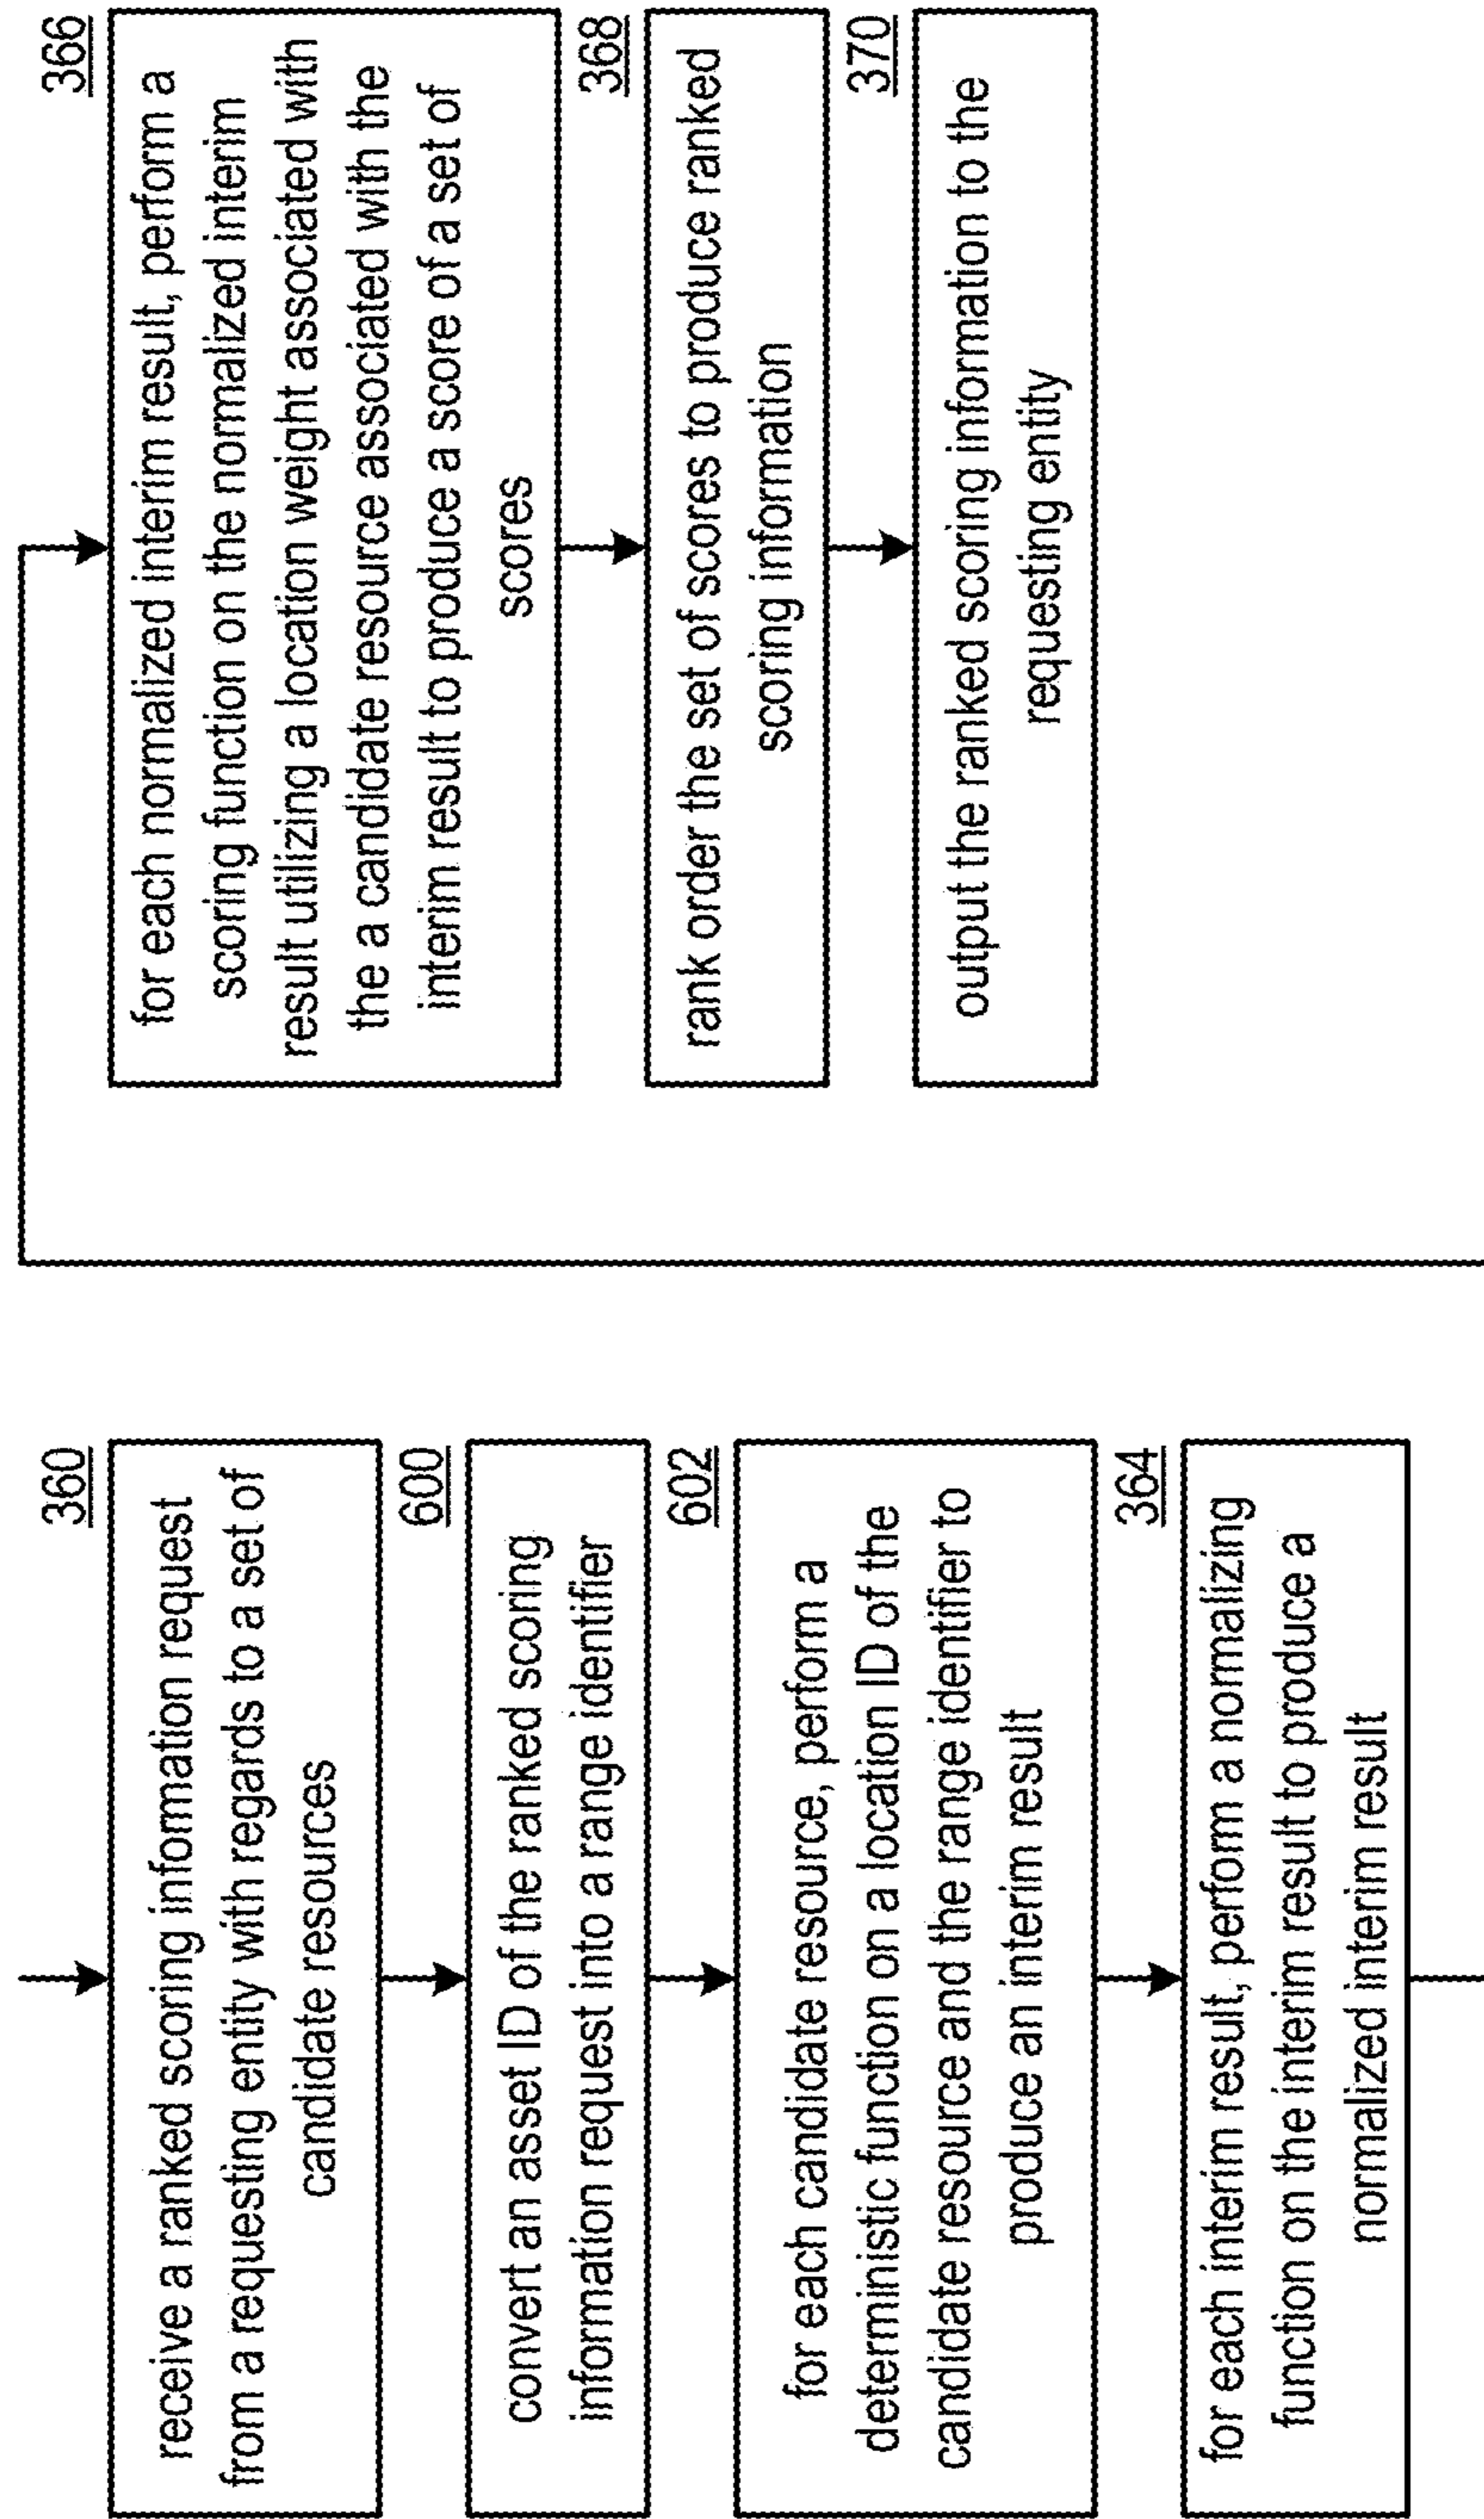 360
receive a ranked scoring information request
from a requesting entity with regards to a set of
candidate resources
600
convert an asset ID of the ranked scoring
information request into a range identifier
602
for each candidate resource, perform a
deterministic function on a location ID of the
candidate resource and the range identifier to
produce an interim result
364
for each interim result, perform a normalizing
function on the interim result to produce a
normalized interim result
366
for each normalized interim result, perform a
scoring function on the normalized interim
result utilizing a location weight associated with
the a candidate resource associated with the
interim result to produce a score of a set of
scores
368
rank order the set of scores to produce ranked
scoring information
370
output the ranked scoring information to the
requesting entity